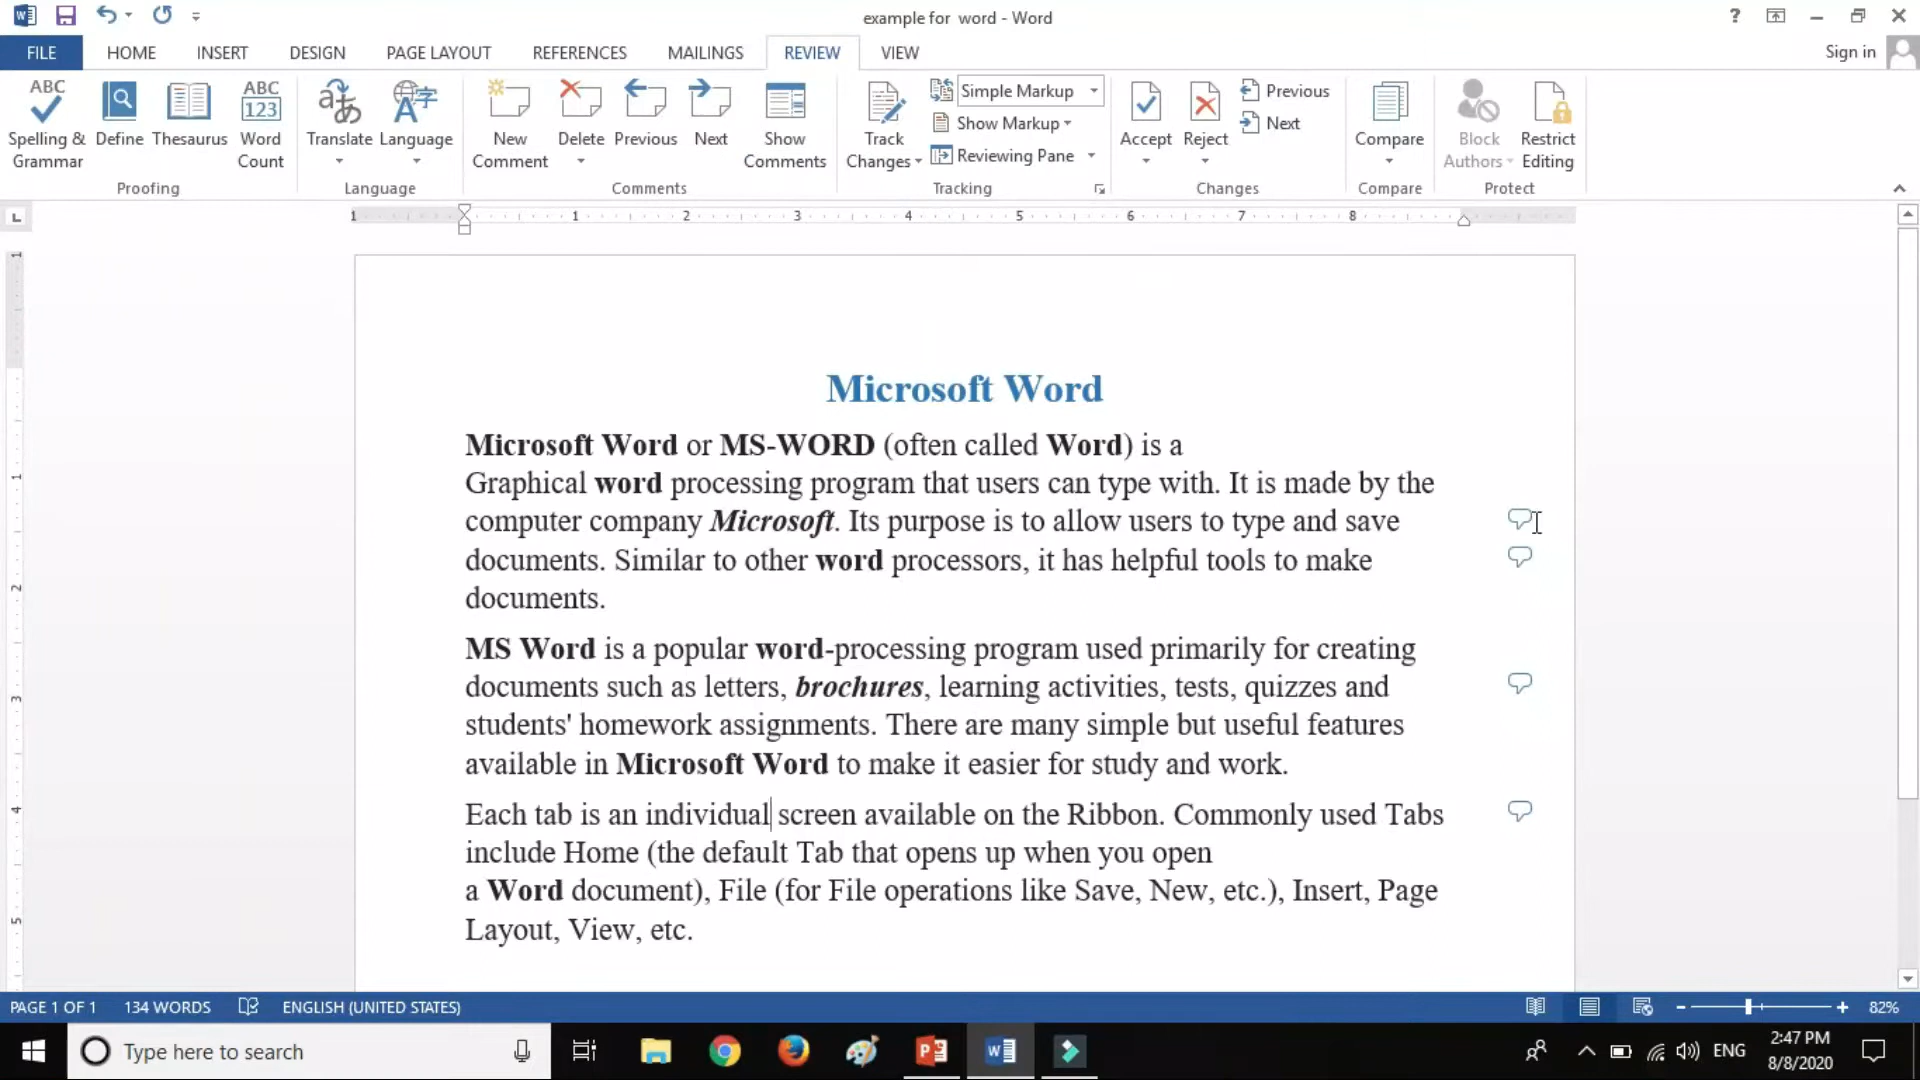 example for word - Word
Sign in
FILE HOME INSERT DESIGN PAGE LAYOUT REFERENCES MAILINGS REVIEW VIEW
Spelling & Grammar
Define
Thesaurus
Word Count
Proofing
Translate
Language
Language
New Comment
Delete
Previous
Next
Show Comments
Comments
Track Changes
Simple Markup
Show Markup
Reviewing Pane
Tracking
Accept
Reject
Previous
Next
Changes
Compare
Compare
Block Authors
Restrict Editing
Protect
1 1 2 3 4 5 6 7 8
Microsoft Word
Microsoft Word or MS-WORD (often called Word) is a
Graphical word processing program that users can type with. It is made by the
computer company Microsoft. Its purpose is to allow users to type and save
documents. Similar to other word processors, it has helpful tools to make
documents.
MS Word is a popular word-processing program used primarily for creating
documents such as letters, brochures, learning activities, tests, quizzes and
students' homework assignments. There are many simple but useful features
available in Microsoft Word to make it easier for study and work.
Each tab is an individual screen available on the Ribbon. Commonly used Tabs
include Home (the default Tab that opens up when you open
a Word document), File (for File operations like Save, New, etc.), Insert, Page
Layout, View, etc.
PAGE 1 OF 1 134 WORDS ENGLISH (UNITED STATES) 82%
Type here to search
ENG
2:47 PM
8/8/2020